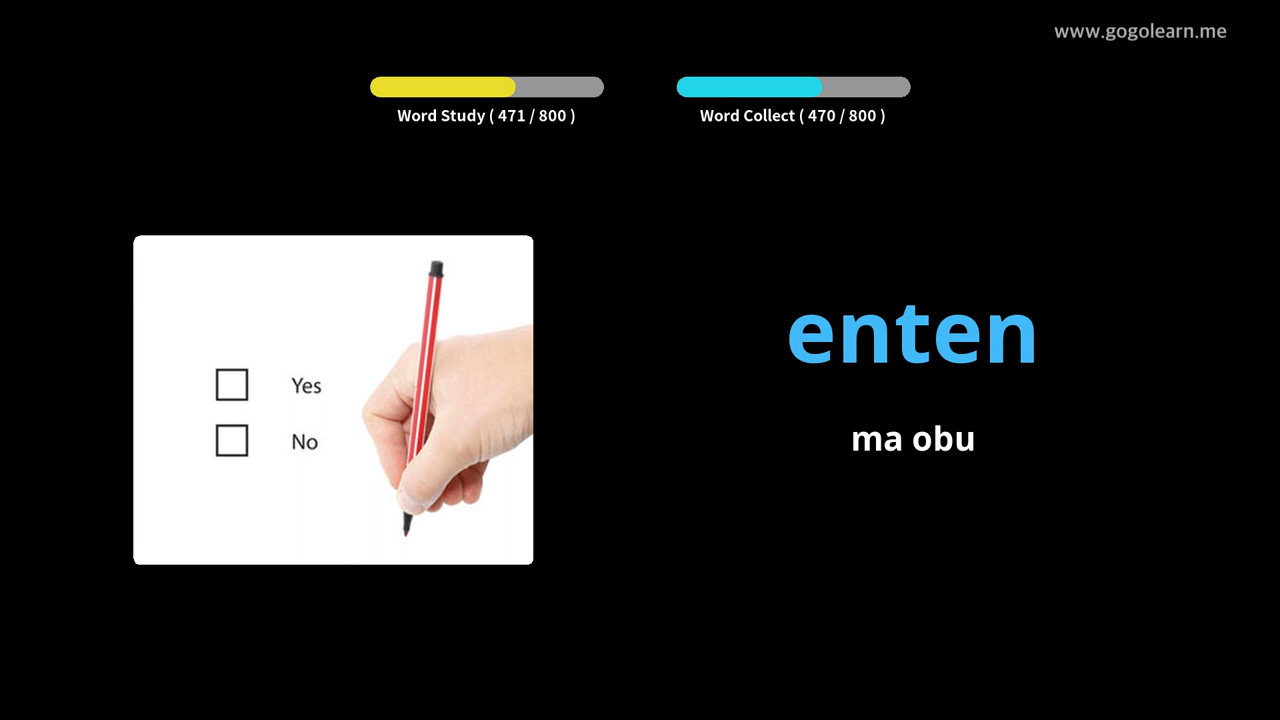 www.gogolearn.me
Word Study ( 471 / 800 )
Word Collect ( 470 / 800 )
Yes
No
enten
ma obu